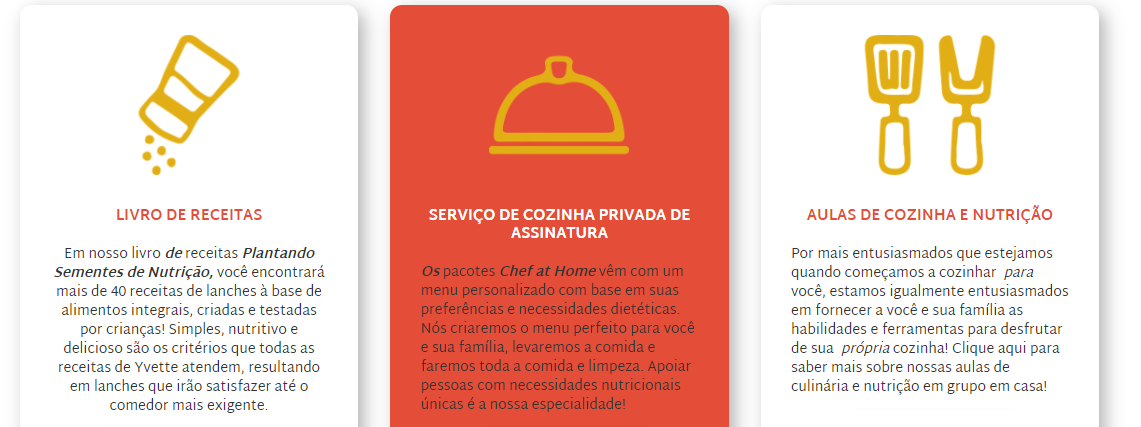 LIVRO DE RECEITAS
Em nosso livro de receitas Plantando
Sementes de Nutrição, você encontrará
mais de 40 receitas de lanches à base de
alimentos integrais, criadas e testadas
por crianças! Simples, nutritivo e
delicioso são os critérios que todas as
receitas de Yvette atendem, resultando
em lanches que irão satisfazer até o
comedor mais exigente.
SERVIÇO DE COZINHA PRIVADA DE
ASSINATURA
Os pacotes Chef at Home vêm com um
menu personalizado com base em suas
preferências e necessidades dietéticas.
Nós criaremos o menu perfeito para você
e sua família, levaremos a comida e
faremos toda a comida e limpeza. Apoiar
pessoas com necessidades nutricionais
únicas é a nossa especialidade!
AULAS DE COZINHA E NUTRIÇÃO
Por mais entusiasmados que estejamos
quando começamos a cozinhar para
você, estamos igualmente entusiasmados
em fornecer a você e sua família as
habilidades e ferramentas para desfrutar
de sua própria cozinha! Clique aqui para
saber mais sobre nossas aulas de
culinária e nutrição em grupo em casa!